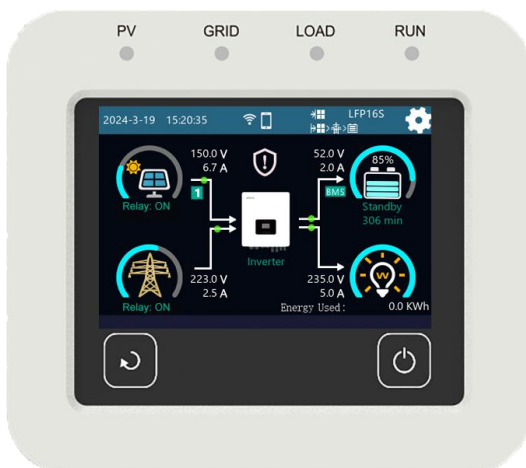 PV GRID LOAD RUN
2024-3-19 15:20:35 LFP16S
150.0 V
6.7 A
1
Relay: ON
52.0 V
2.0 A
BMS
85%
Standby
306 min
Inverter
223.0 V
2.5 A
Relay: ON
235.0 V
5.0 A
W
Energy Used: 0.0 KWh